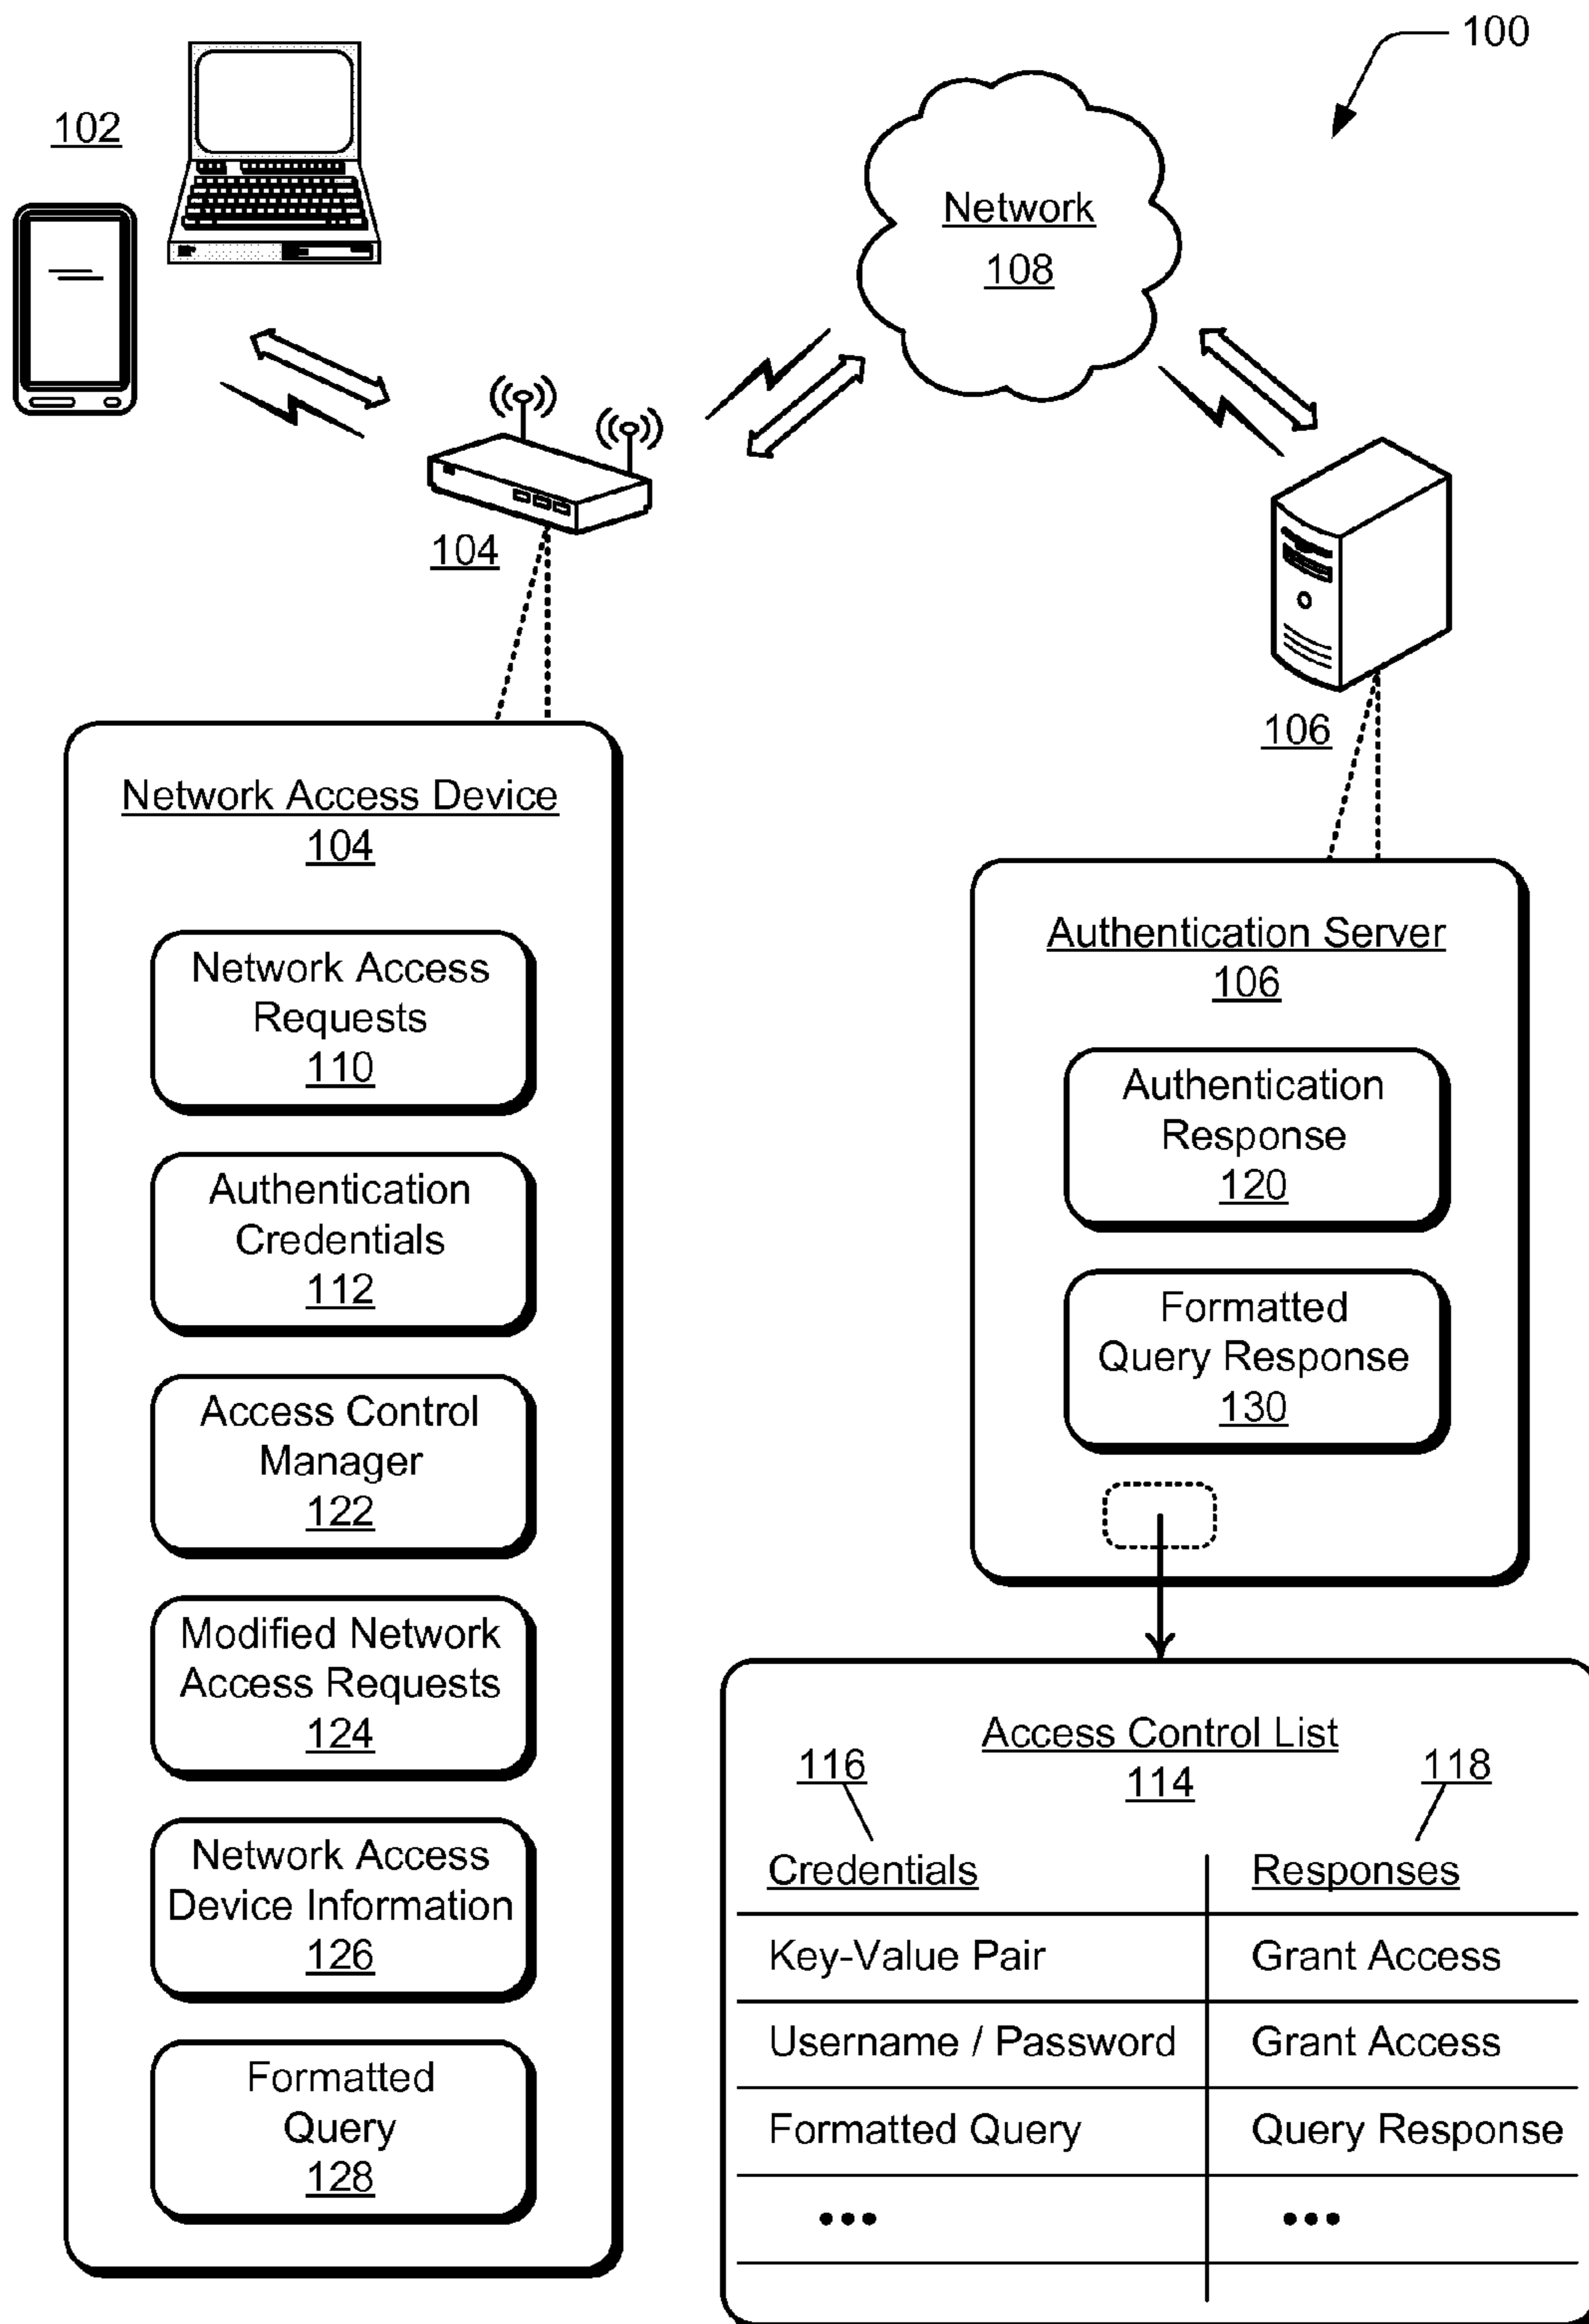 100
102
Network
108
104
106
Network Access Device
104
Network Access
Requests
110
Authentication
Credentials
112
Access Control
Manager
122
Modified Network
Access Requests
124
Network Access
Device Information
126
Formatted
Query
128
Authentication Server
106
Authentication
Response
120
Formatted
Query Response
130
Access Control List
114
116
118
Credentials
Responses
Key-Value Pair
Grant Access
Username / Password
Grant Access
Formatted Query
Query Response
•••
•••